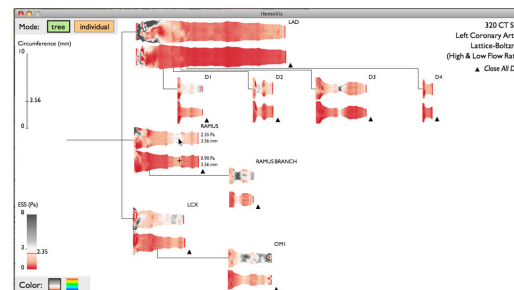 HemoVis
Mode: tree individual
Circumference (mm)
10
3.56
0
ESS (Pa)
8
3
2.35
0
Color:
LAD
D1
D2
D3
D4
RAMUS
2.35 Pa
3.56 mm
0.90 Pa
3.56 mm
RAMUS BRANCH
LCX
OM1
320 CT S
Left Coronary Art
Lattice-Boltzr
(High & Low Flow Rat
▲ Close All D